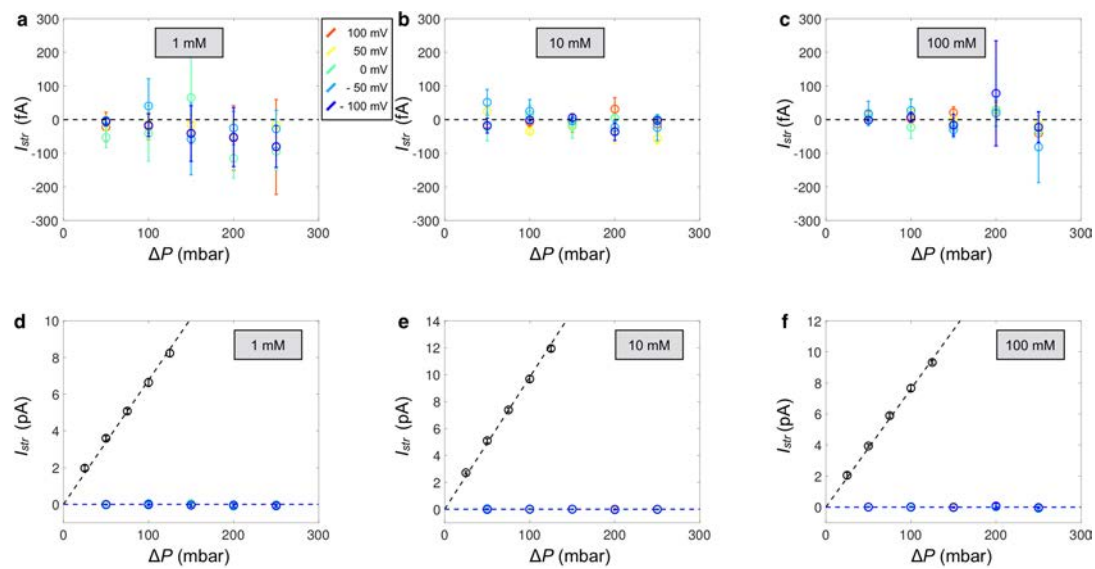 a
1 mM
300
200
100
0
-100
-200
-300
I_str (fA)
0
100
200
300
ΔP (mbar)
100 mV
50 mV
0 mV
- 50 mV
- 100 mV
b
10 mM
300
200
100
0
-100
-200
-300
I_str (fA)
0
100
200
300
ΔP (mbar)
c
100 mM
300
200
100
0
-100
-200
-300
I_str (fA)
0
100
200
300
ΔP (mbar)
d
1 mM
10
8
6
4
2
0
I_str (pA)
0
100
200
300
ΔP (mbar)
e
10 mM
14
12
10
8
6
4
2
0
I_str (pA)
0
100
200
300
ΔP (mbar)
f
100 mM
12
10
8
6
4
2
0
I_str (pA)
0
100
200
300
ΔP (mbar)